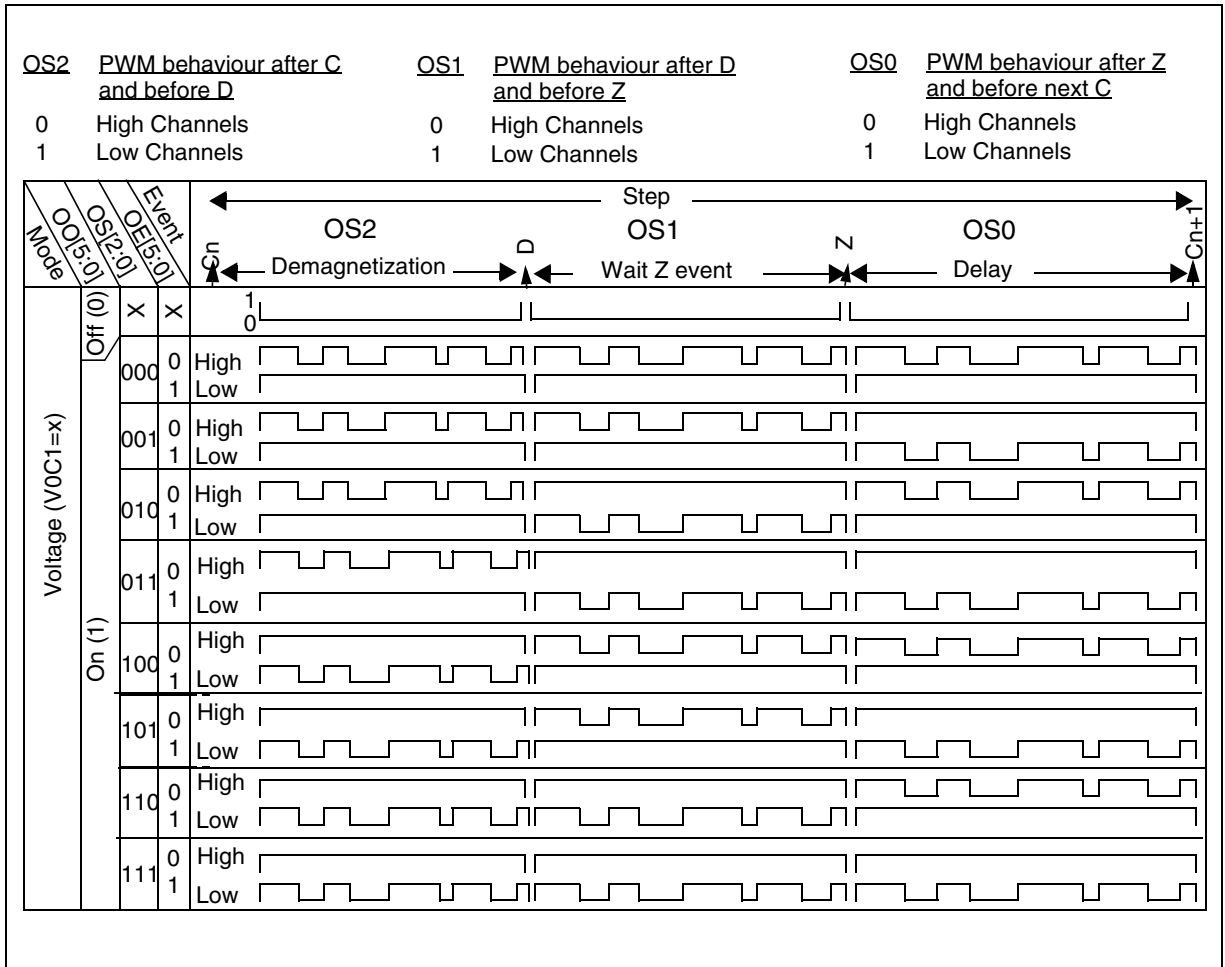 OS2 PWM behaviour after C OS1 PWM behaviour after D OS0 PWM behaviour after Z
and before D and before Z and before next C
0 High Channels 0 High Channels 0 High Channels
1 Low Channels 1 Low Channels 1 Low Channels
Mode OO[5:0] OS[2:0] OE[5:0] Event
Step
OS2 OS1 OS0
Cn Demagnetization D Wait Z event Z Delay Cn+1
Voltage (V0C1=x)
Off (0) X X 1
0
On (1)
000 0 High
1 Low
001 0 High
1 Low
010 0 High
1 Low
011 0 High
1 Low
100 0 High
1 Low
101 0 High
1 Low
110 0 High
1 Low
111 0 High
1 Low